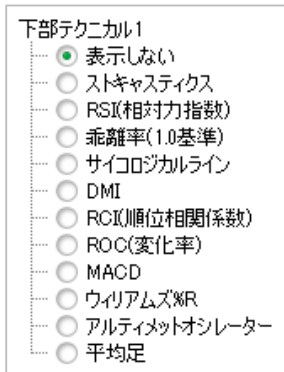 下部テクニカル1
表示しない
ストキャスティクス
RSI(相対力指数)
乖離率(1.0基準)
サイコロジカルライン
DMI
RCI(順位相関係数)
ROC(変化率)
MACD
ウィリアムズ%R
アルティメットオシレーター
平均足